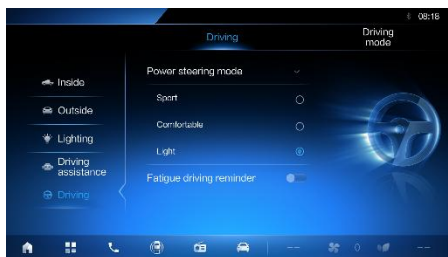 08:18
Driving
Driving
mode
Inside
Outside
Lighting
Driving
assistance
Driving
Power steering mode
Sport
Comfortable
Light
Fatigue driving reminder
--
0
--